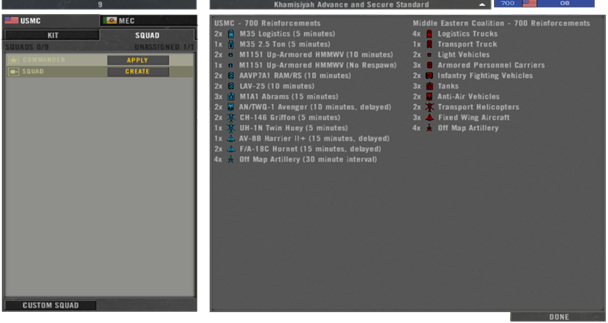 9
USMC
MEC
KIT
SQUAD
SQUADS 0/9
UNASSIGNED 1/1
COMMANDER
APPLY
SQUAD
CREATE
CUSTOM SQUAD
Khamisiyah Advance and Secure Standard
700
OB
USMC - 700 Reinforcements
2x M35 Logistics (5 minutes)
1x M35 2.5 Ton (5 minutes)
2x M1151 Up-Armored HMMWV (10 minutes)
1x M1151 Up-Armored HMMWV (No Respawn)
2x AAVP7A1 RAM/RS (10 minutes)
2x LAV-25 (10 minutes)
3x M1A1 Abrams (15 minutes)
2x AN/TWQ-1 Avenger (10 minutes, delayed)
2x CH-146 Griffon (5 minutes)
1x UH-1N Twin Huey (5 minutes)
1x AV-8B Harrier II+ (15 minutes, delayed)
2x F/A-18C Hornet (15 minutes, delayed)
4x Off Map Artillery (30 minute interval)
Middle Eastern Coalition - 700 Reinforcements
4x Logistics Trucks
1x Transport Truck
2x Light Vehicles
3x Armored Personnel Carriers
2x Infantry Fighting Vehicles
3x Tanks
2x Anti-Air Vehicles
2x Transport Helicopters
3x Fixed Wing Aircraft
4x Off Map Artillery
DONE